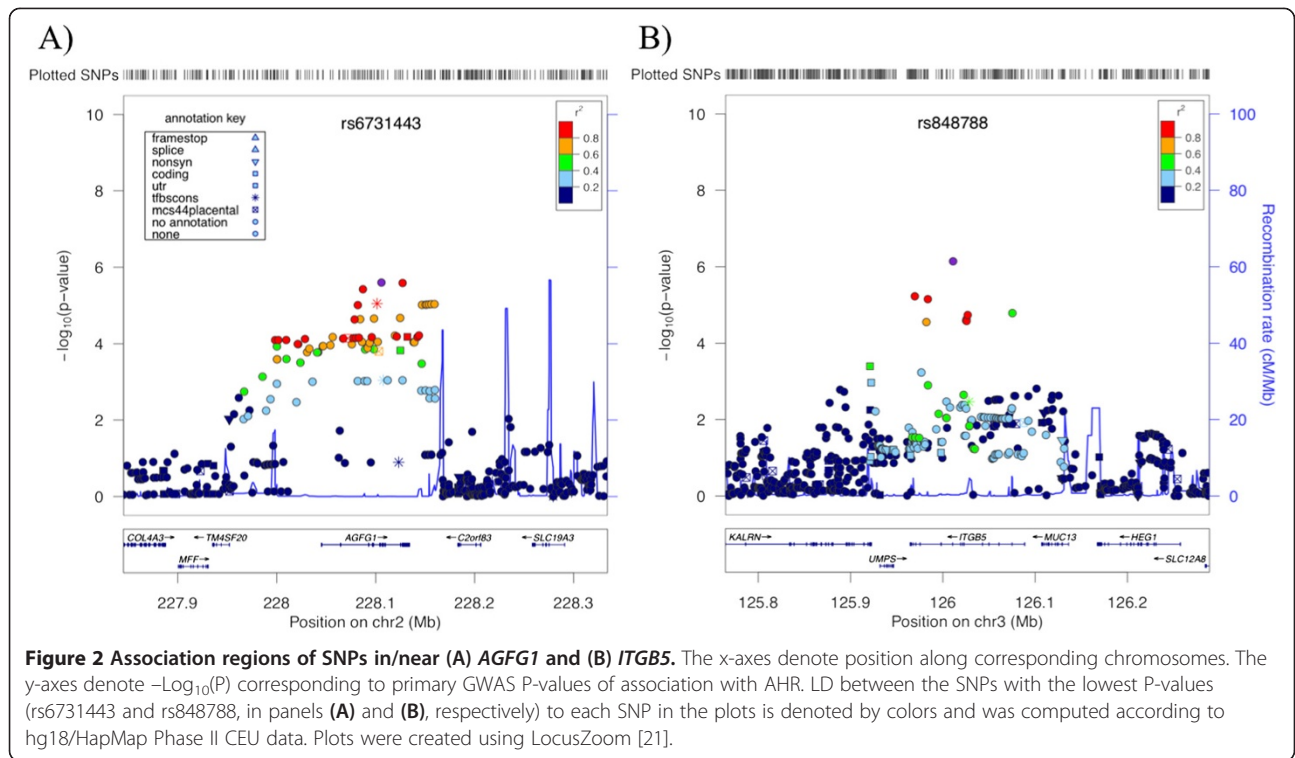 A)
Plotted SNPs
10
8
6
4
2
0
−log10(p−value)
annotation key
framestop
splice
nonsyn
coding
utr
tfbscons
mcs44placental
no annotation
none
rs6731443
r2
0.8
0.6
0.4
0.2
COL4A3→
←TM4SF20
AGFG1→
←C2orf83
←SLC19A3
MFF→
227.9
228
228.1
228.2
228.3
Position on chr2 (Mb)
B)
Plotted SNPs
10
8
6
4
2
0
−log10(p−value)
rs848788
r2
0.8
0.6
0.4
0.2
100
80
60
40
20
0
Recombination rate (cM/Mb)
KALRN→
←ITGB5
←MUC13
←HEG1
UMPS→
←SLC12A8
125.8
125.9
126
126.1
126.2
Position on chr3 (Mb)
Figure 2 Association regions of SNPs in/near (A) AGFG1 and (B) ITGB5. The x-axes denote position along corresponding chromosomes. The
y-axes denote –Log10(P) corresponding to primary GWAS P-values of association with AHR. LD between the SNPs with the lowest P-values
(rs6731443 and rs848788, in panels (A) and (B), respectively) to each SNP in the plots is denoted by colors and was computed according to
hg18/HapMap Phase II CEU data. Plots were created using LocusZoom [21].